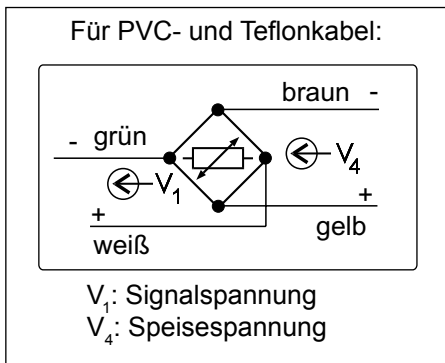 Für PVC- und Teflonkabel:
braun -
- grün
V4
V1
+
+
weiß
gelb
V1: Signalspannung
V4: Speisespannung